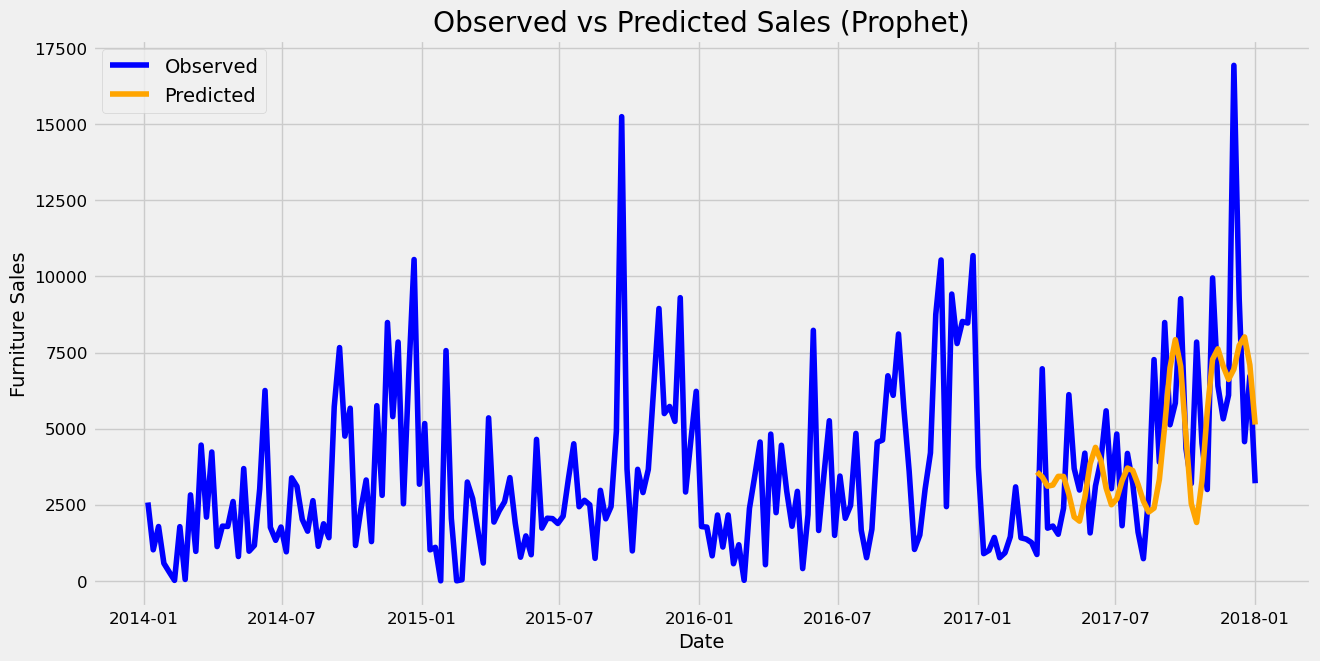 Observed vs Predicted Sales (Prophet)
Observed
Predicted
Furniture Sales
17500
15000
12500
10000
7500
5000
2500
0
2014-01 2014-07 2015-01 2015-07 2016-01 2016-07 2017-01 2017-07 2018-01
Date